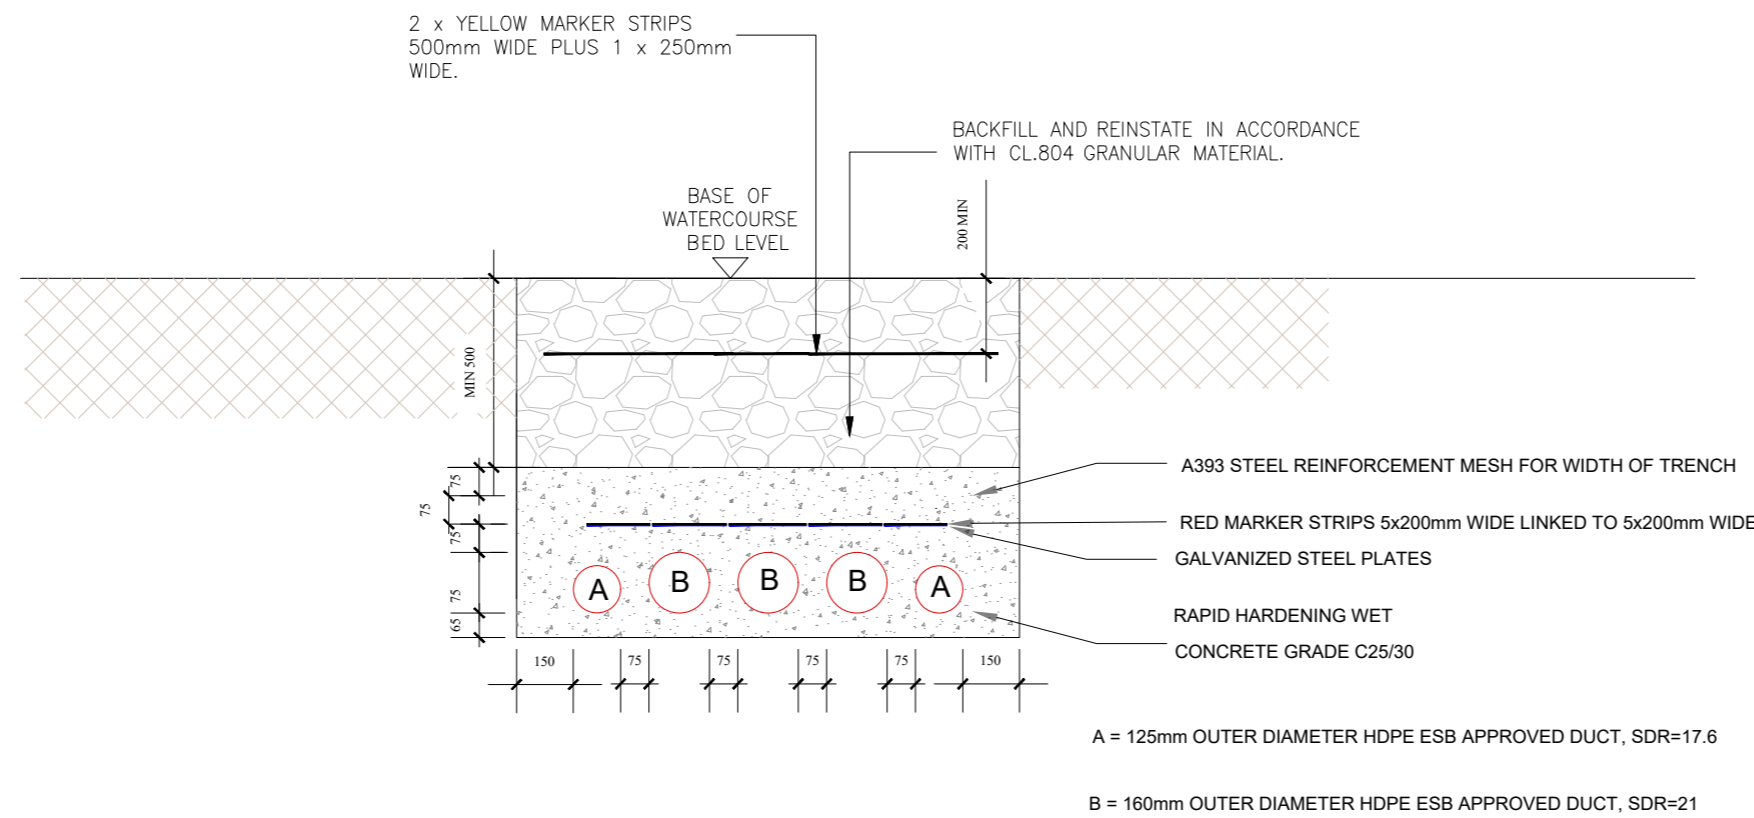 2 x YELLOW MARKER STRIPS
500mm WIDE PLUS 1 x 250mm
WIDE.
BACKFILL AND REINSTATE IN ACCORDANCE
WITH CL.804 GRANULAR MATERIAL.
BASE OF
WATERCOURSE
BED LEVEL
200 MIN
MIN 500
75
75
75
75
65
A393 STEEL REINFORCEMENT MESH FOR WIDTH OF TRENCH
RED MARKER STRIPS 5x200mm WIDE LINKED TO 5x200mm WIDE
GALVANIZED STEEL PLATES
A
B
B
B
A
RAPID HARDENING WET
CONCRETE GRADE C25/30
150
75
75
75
75
150
A = 125mm OUTER DIAMETER HDPE ESB APPROVED DUCT, SDR=17.6
B = 160mm OUTER DIAMETER HDPE ESB APPROVED DUCT, SDR=21